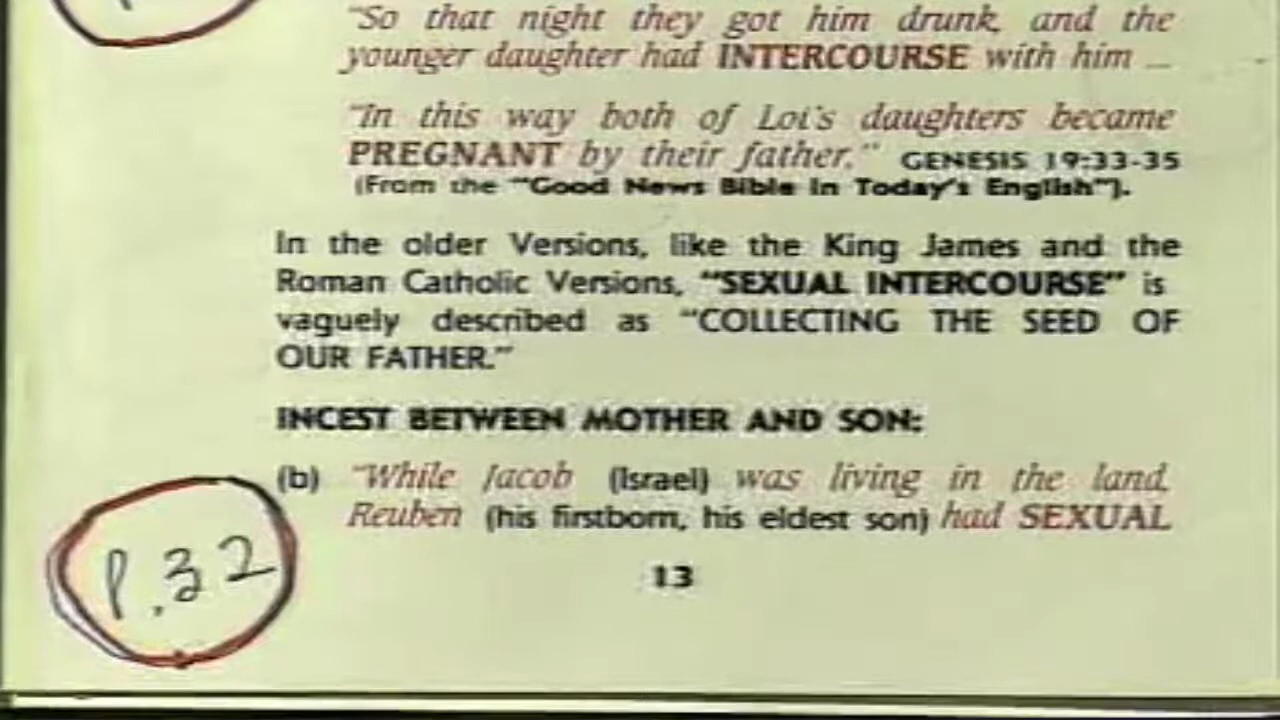 "So that night they got him drunk, and the
younger daughter had INTERCOURSE with him ...
"In this way both of Lot's daughters became
PREGNANT by their father." GENESIS 19:33-35
(From the "Good News Bible in Today's English").
In the older Versions, like the King James and the
Roman Catholic Versions, "SEXUAL INTERCOURSE" is
vaguely described as "COLLECTING THE SEED OF
OUR FATHER."
INCEST BETWEEN MOTHER AND SON:
(b) "While Jacob (Israel) was living in the land,
Reuben (his firstborn, his eldest son) had SEXUAL
P.32
13